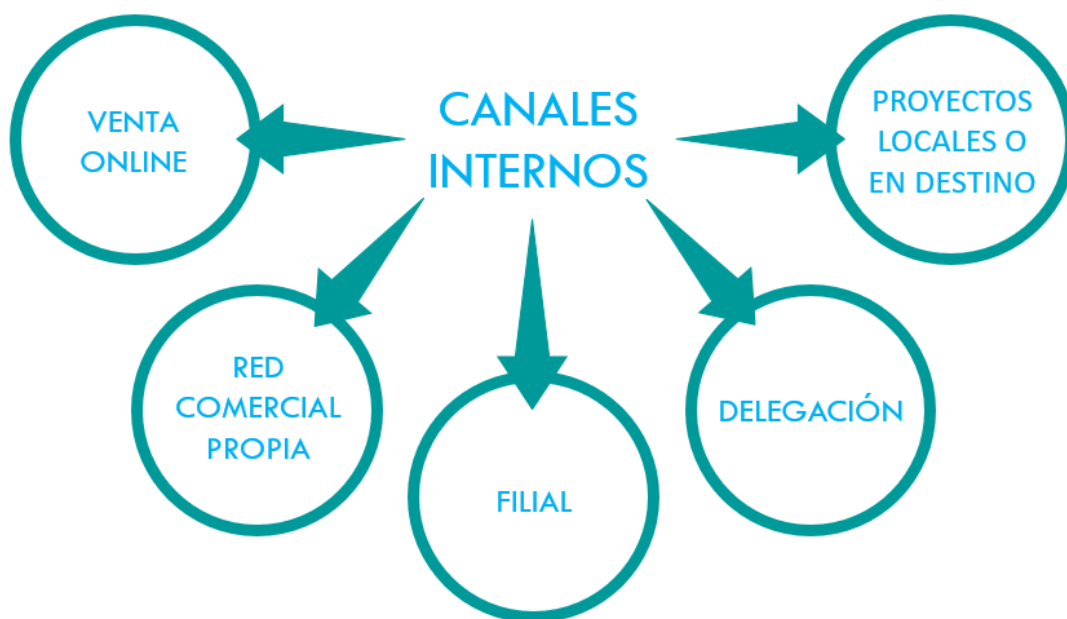 CANALES
INTERNOS
VENTA
ONLINE
RED
COMERCIAL
PROPIA
FILIAL
DELEGACIÓN
PROYECTOS
LOCALES O
EN DESTINO